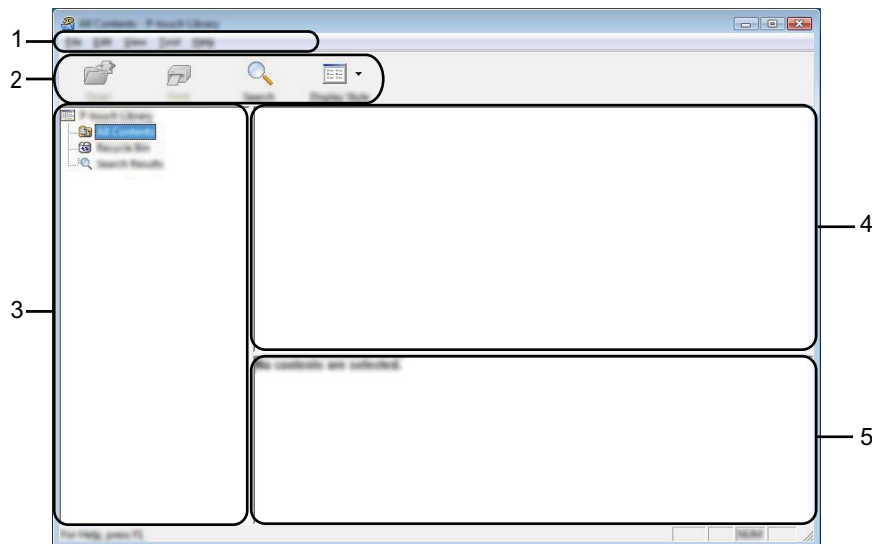 All Contents - P-touch Library
File Edit View Tool Help
Open Print Search Display Style
P-touch Library
All Contents
Recycle Bin
Search Results
No contents are selected.
For Help, press F1
NUM
1
2
3
4
5